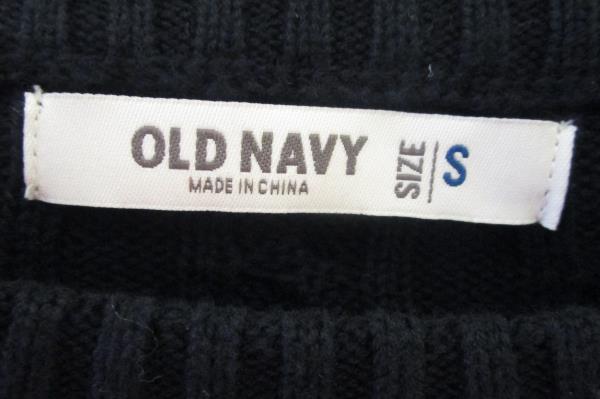 OLD NAVY
MADE IN CHINA
SIZE
S